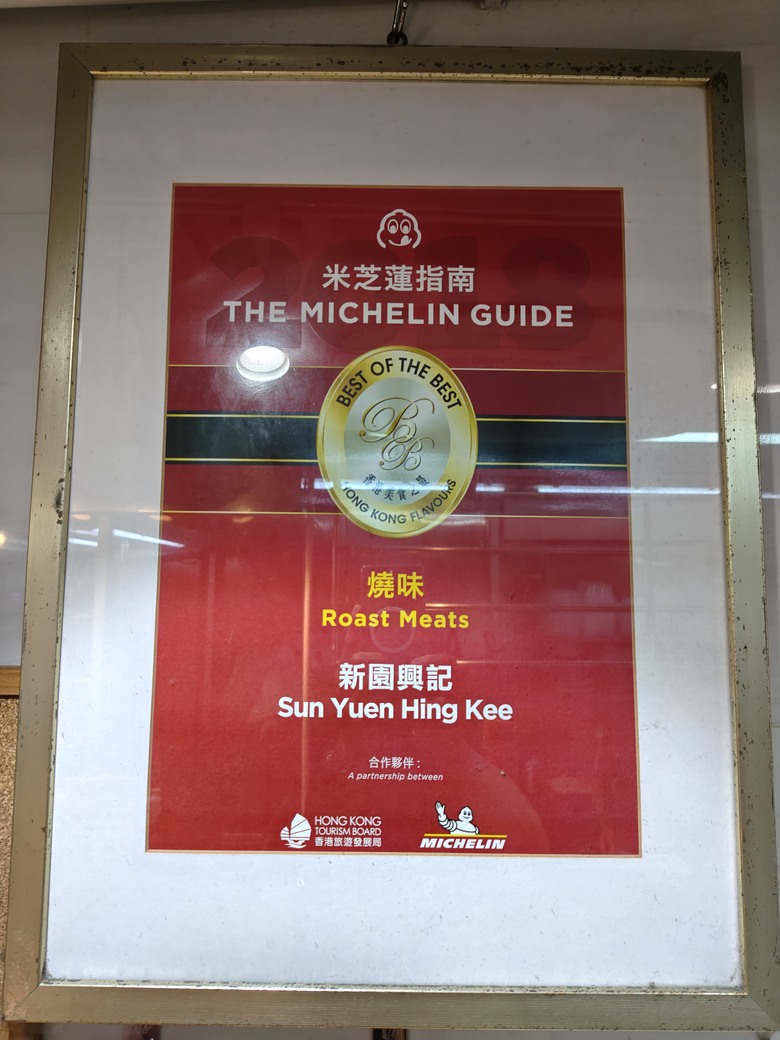 2018
米芝蓮指南
THE MICHELIN GUIDE
BEST OF THE BEST
BB
香港美食之最
HONG KONG FLAVOURS
燒味
Roast Meats
新園興記
Sun Yuen Hing Kee
合作夥伴：
A partnership between
HONG KONG
TOURISM BOARD
香港旅遊發展局
MICHELIN